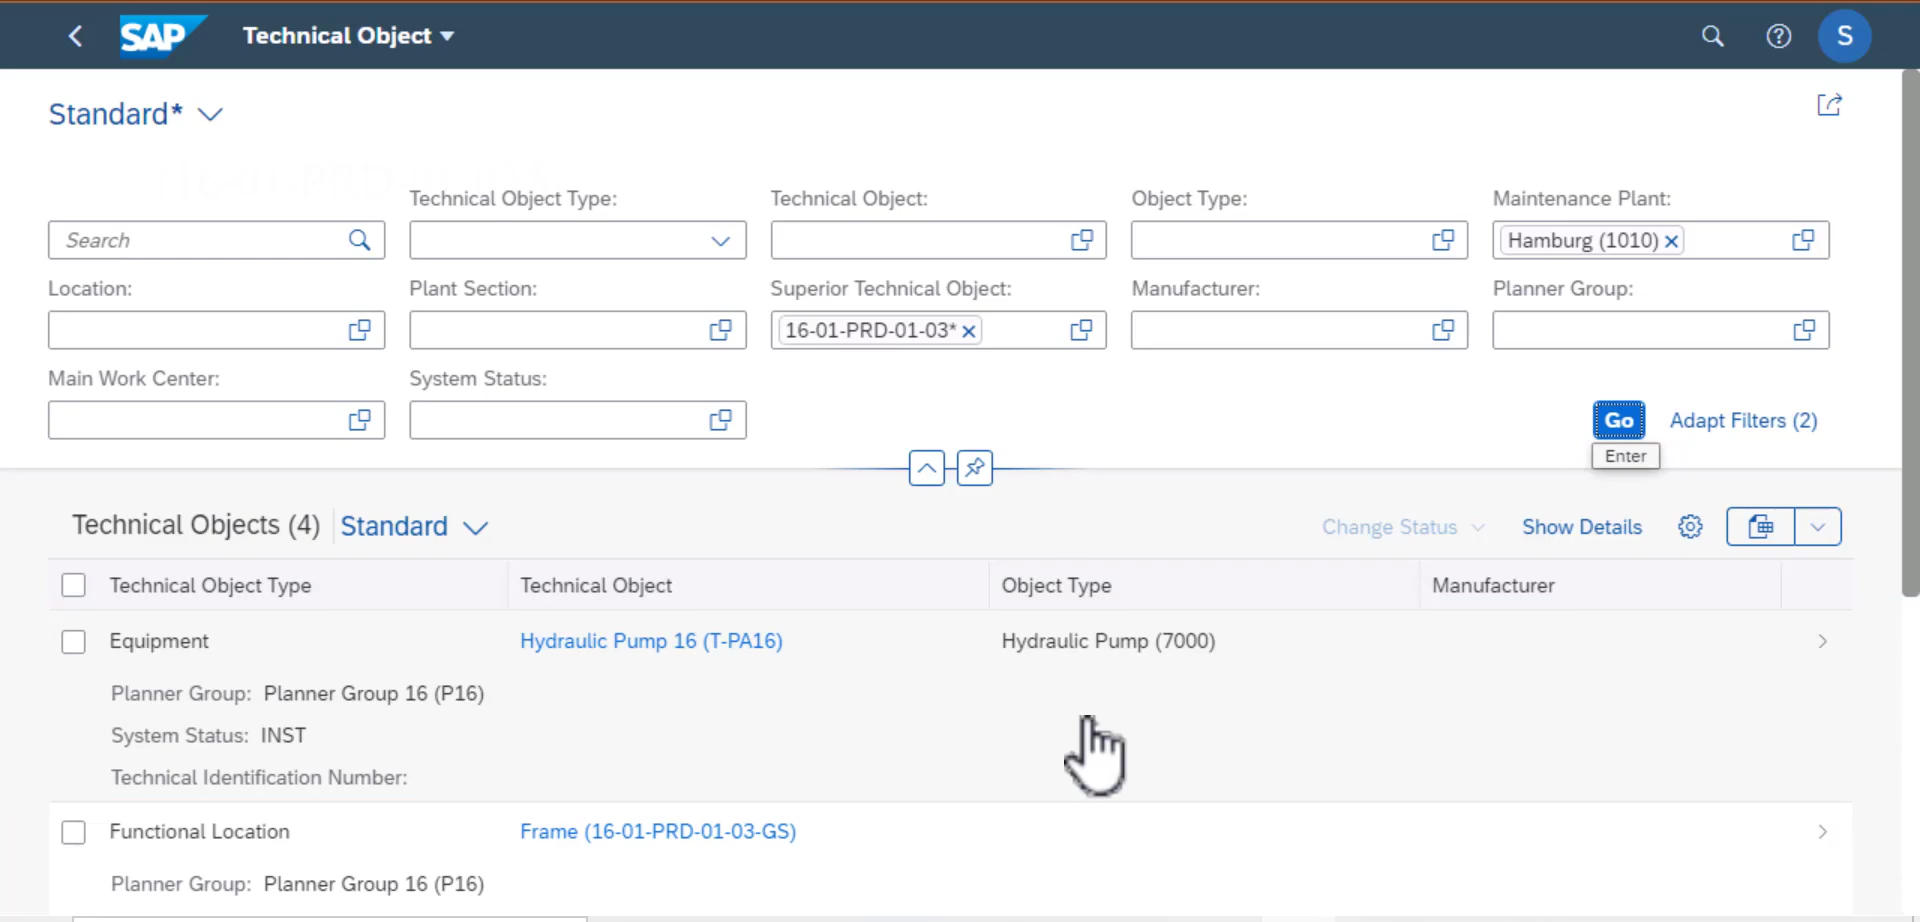 SAP Technical Object S
Standard*
Technical Object Type: Technical Object: Object Type: Maintenance Plant:
Search Hamburg (1010)
Location: Plant Section: Superior Technical Object: Manufacturer: Planner Group:
16-01-PRD-01-03*
Main Work Center: System Status:
Go Adapt Filters (2)
Enter
Technical Objects (4) Standard Change Status Show Details
Technical Object Type Technical Object Object Type Manufacturer
Equipment Hydraulic Pump 16 (T-PA16) Hydraulic Pump (7000)
Planner Group: Planner Group 16 (P16)
System Status: INST
Technical Identification Number:
Functional Location Frame (16-01-PRD-01-03-GS)
Planner Group: Planner Group 16 (P16)